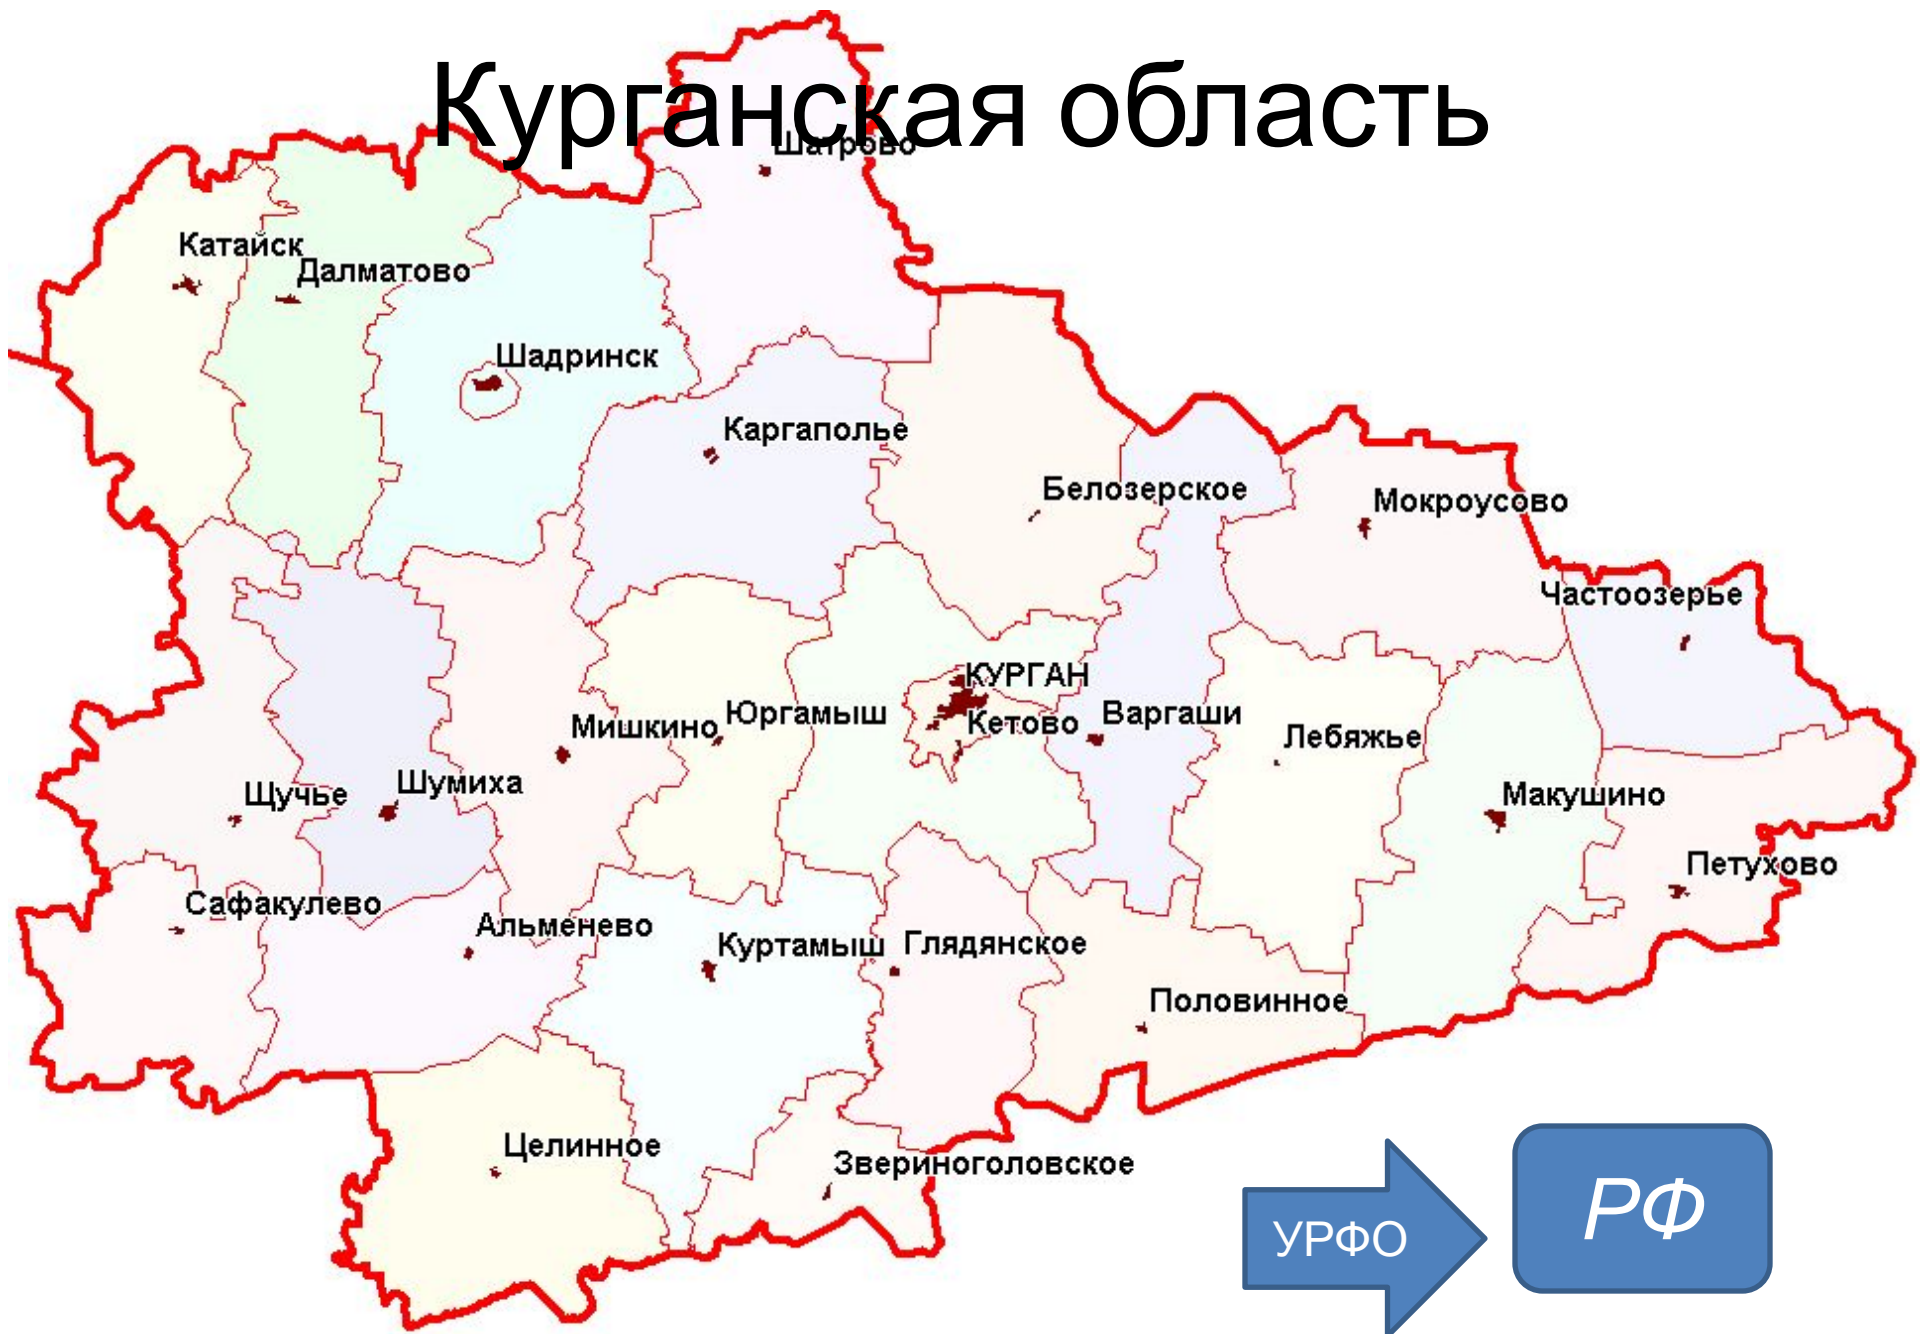 Курганская область
Шатрово
Катайск
Далматово
Шадринск
Каргаполье
Белозерское
Мокроусово
Частоозерье
КУРГАН
Кетово
Юргамыш
Варгаши
Мишкино
Лебяжье
Шумиха
Щучье
Макушино
Петухово
Сафакулево
Альменево
Куртамыш
Глядянское
Половинное
Целинное
Звериноголовское
УРФО
РФ